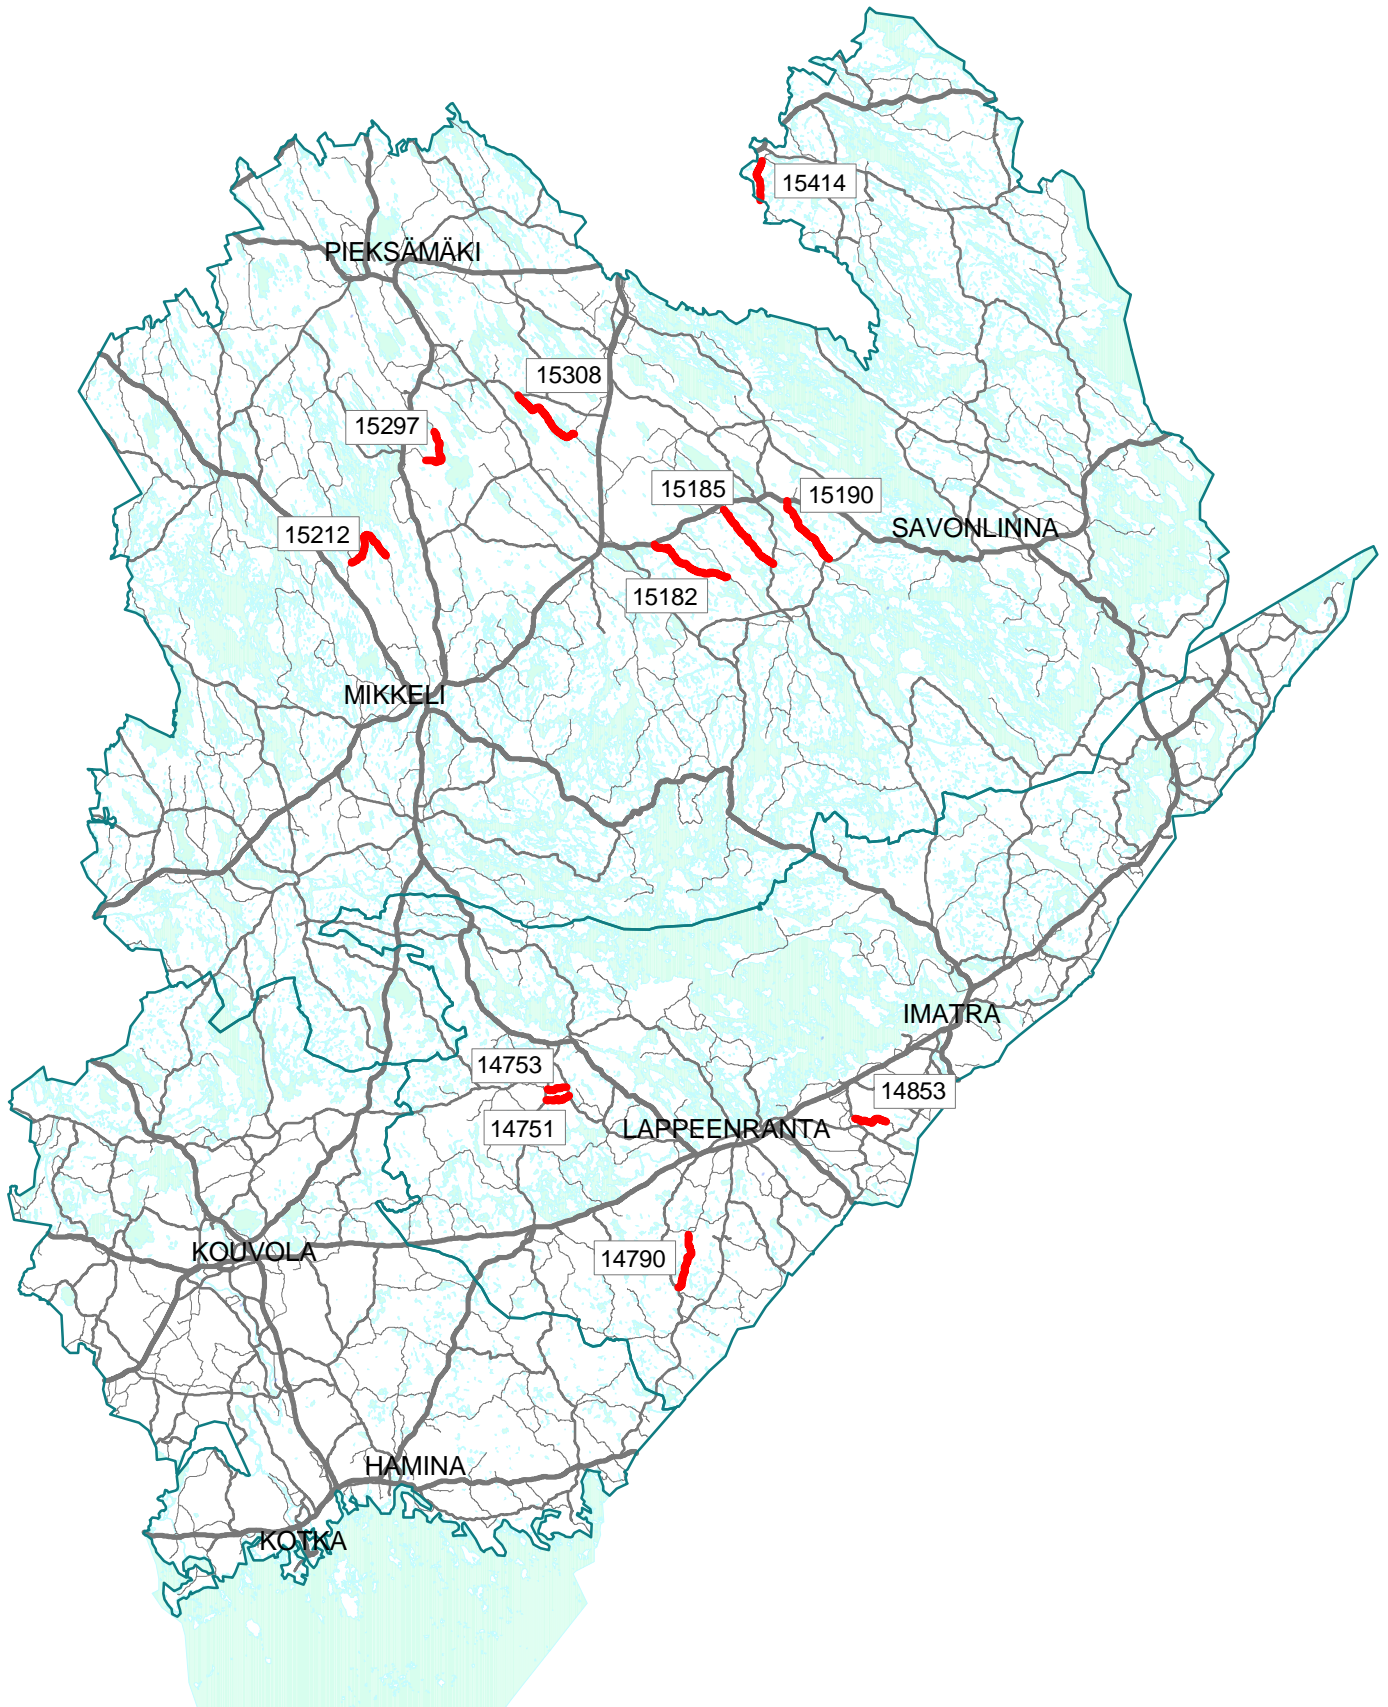 15414
PIEKSÄMÄKI
15308
15297
15185
15190
SAVONLINNA
15212
15182
MIKKELI
IMATRA
14753
14853
14751
LAPPEENRANTA
KOUVOLA
14790
HAMINA
KOTKA